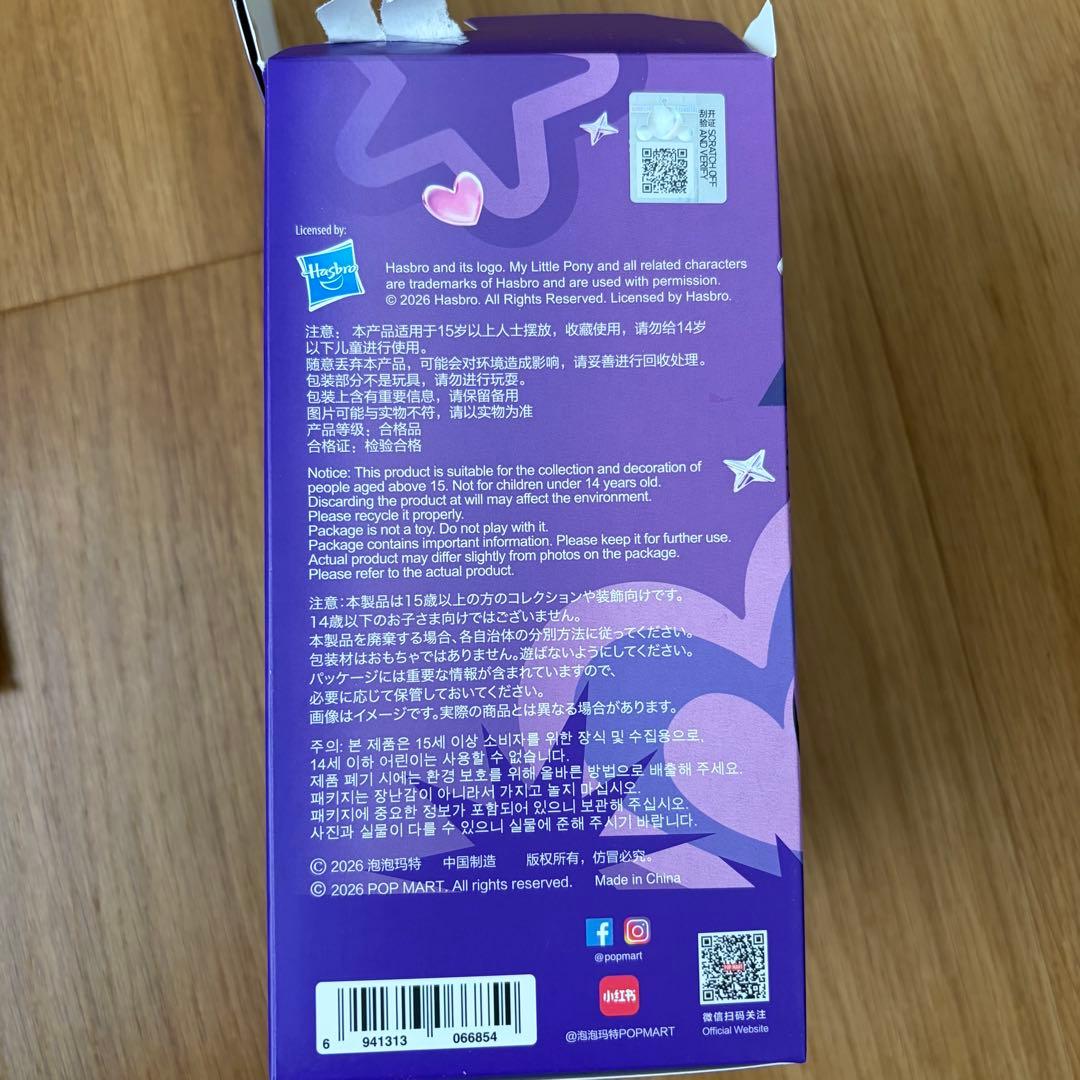 开证 SCRATCH OFF
刮验 AND VERIFY
Licensed by:
Hasbro
Hasbro and its logo. My Little Pony and all related characters
are trademarks of Hasbro and are used with permission.
© 2026 Hasbro. All Rights Reserved. Licensed by Hasbro.
注意：本产品适用于15岁以上人士摆放，收藏使用，请勿给14岁
以下儿童进行使用。
随意丢弃本产品，可能会对环境造成影响，请妥善进行回收处理。
包装部分不是玩具，请勿进行玩耍。
包装上含有重要信息，请保留备用
图片可能与实物不符，请以实物为准
产品等级：合格品
合格证：检验合格
Notice: This product is suitable for the collection and decoration of
people aged above 15. Not for children under 14 years old.
Discarding the product at will may affect the environment.
Please recycle it properly.
Package is not a toy. Do not play with it.
Package contains important information. Please keep it for further use.
Actual product may differ slightly from photos on the package.
Please refer to the actual product.
注意:本製品は15歳以上の方のコレクションや装飾向けです。
14歳以下のお子さま向けではございません。
本製品を廃棄する場合、各自治体の分別方法に従ってください。
包装材はおもちゃではありません。遊ばないようにしてください。
パッケージには重要な情報が含まれていますので、
必要に応じて保管しておいてください。
画像はイメージです。実際の商品とは異なる場合があります。
주의: 본 제품은 15세 이상 소비자를 위한 장식 및 수집용으로,
14세 이하 어린이는 사용할 수 없습니다.
제품 폐기 시에는 환경 보호를 위해 올바른 방법으로 배출해 주세요.
패키지는 장난감이 아니라서 가지고 놀지 마십시오.
패키지에 중요한 정보가 포함되어 있으니 보관해 주십시오.
사진과 실물이 다를 수 있으니 실물에 준해 주시기 바랍니다.
© 2026 泡泡玛特 中国制造 版权所有，仿冒必究。
© 2026 POP MART. All rights reserved. Made in China
@popmart
小红书
@泡泡玛特POPMART
POP MART
微信扫码关注
Official Website
6 941313 066854